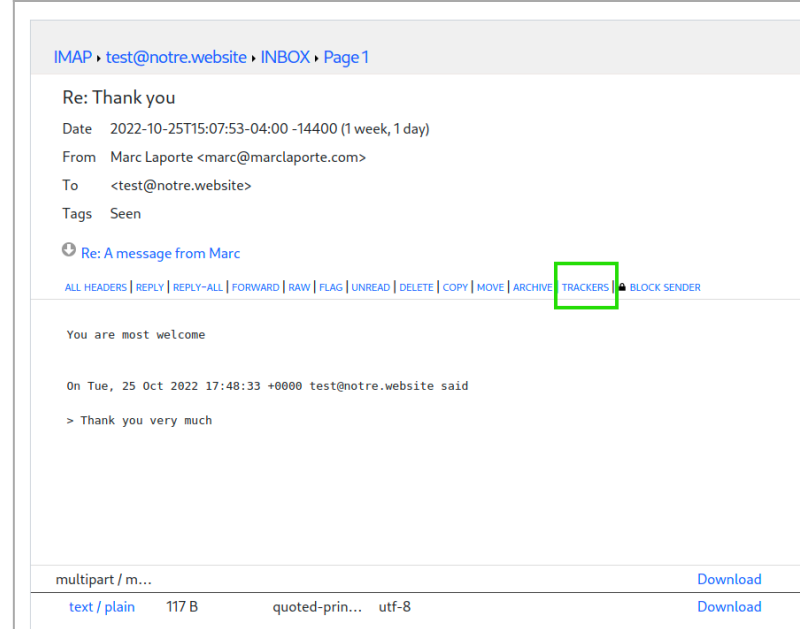 IMAP › test@notre.website › INBOX › Page 1
Re: Thank you
Date 2022-10-25T15:07:53-04:00 -14400 (1 week, 1 day)
From Marc Laporte <marc@marclaporte.com>
To <test@notre.website>
Tags Seen
Re: A message from Marc
ALL HEADERS | REPLY | REPLY-ALL | FORWARD | RAW | FLAG | UNREAD | DELETE | COPY | MOVE | ARCHIVE | TRACKERS | BLOCK SENDER
You are most welcome
On Tue, 25 Oct 2022 17:48:33 +0000 test@notre.website said
> Thank you very much
multipart / m… Download
text / plain 117 B quoted-prin… utf-8 Download